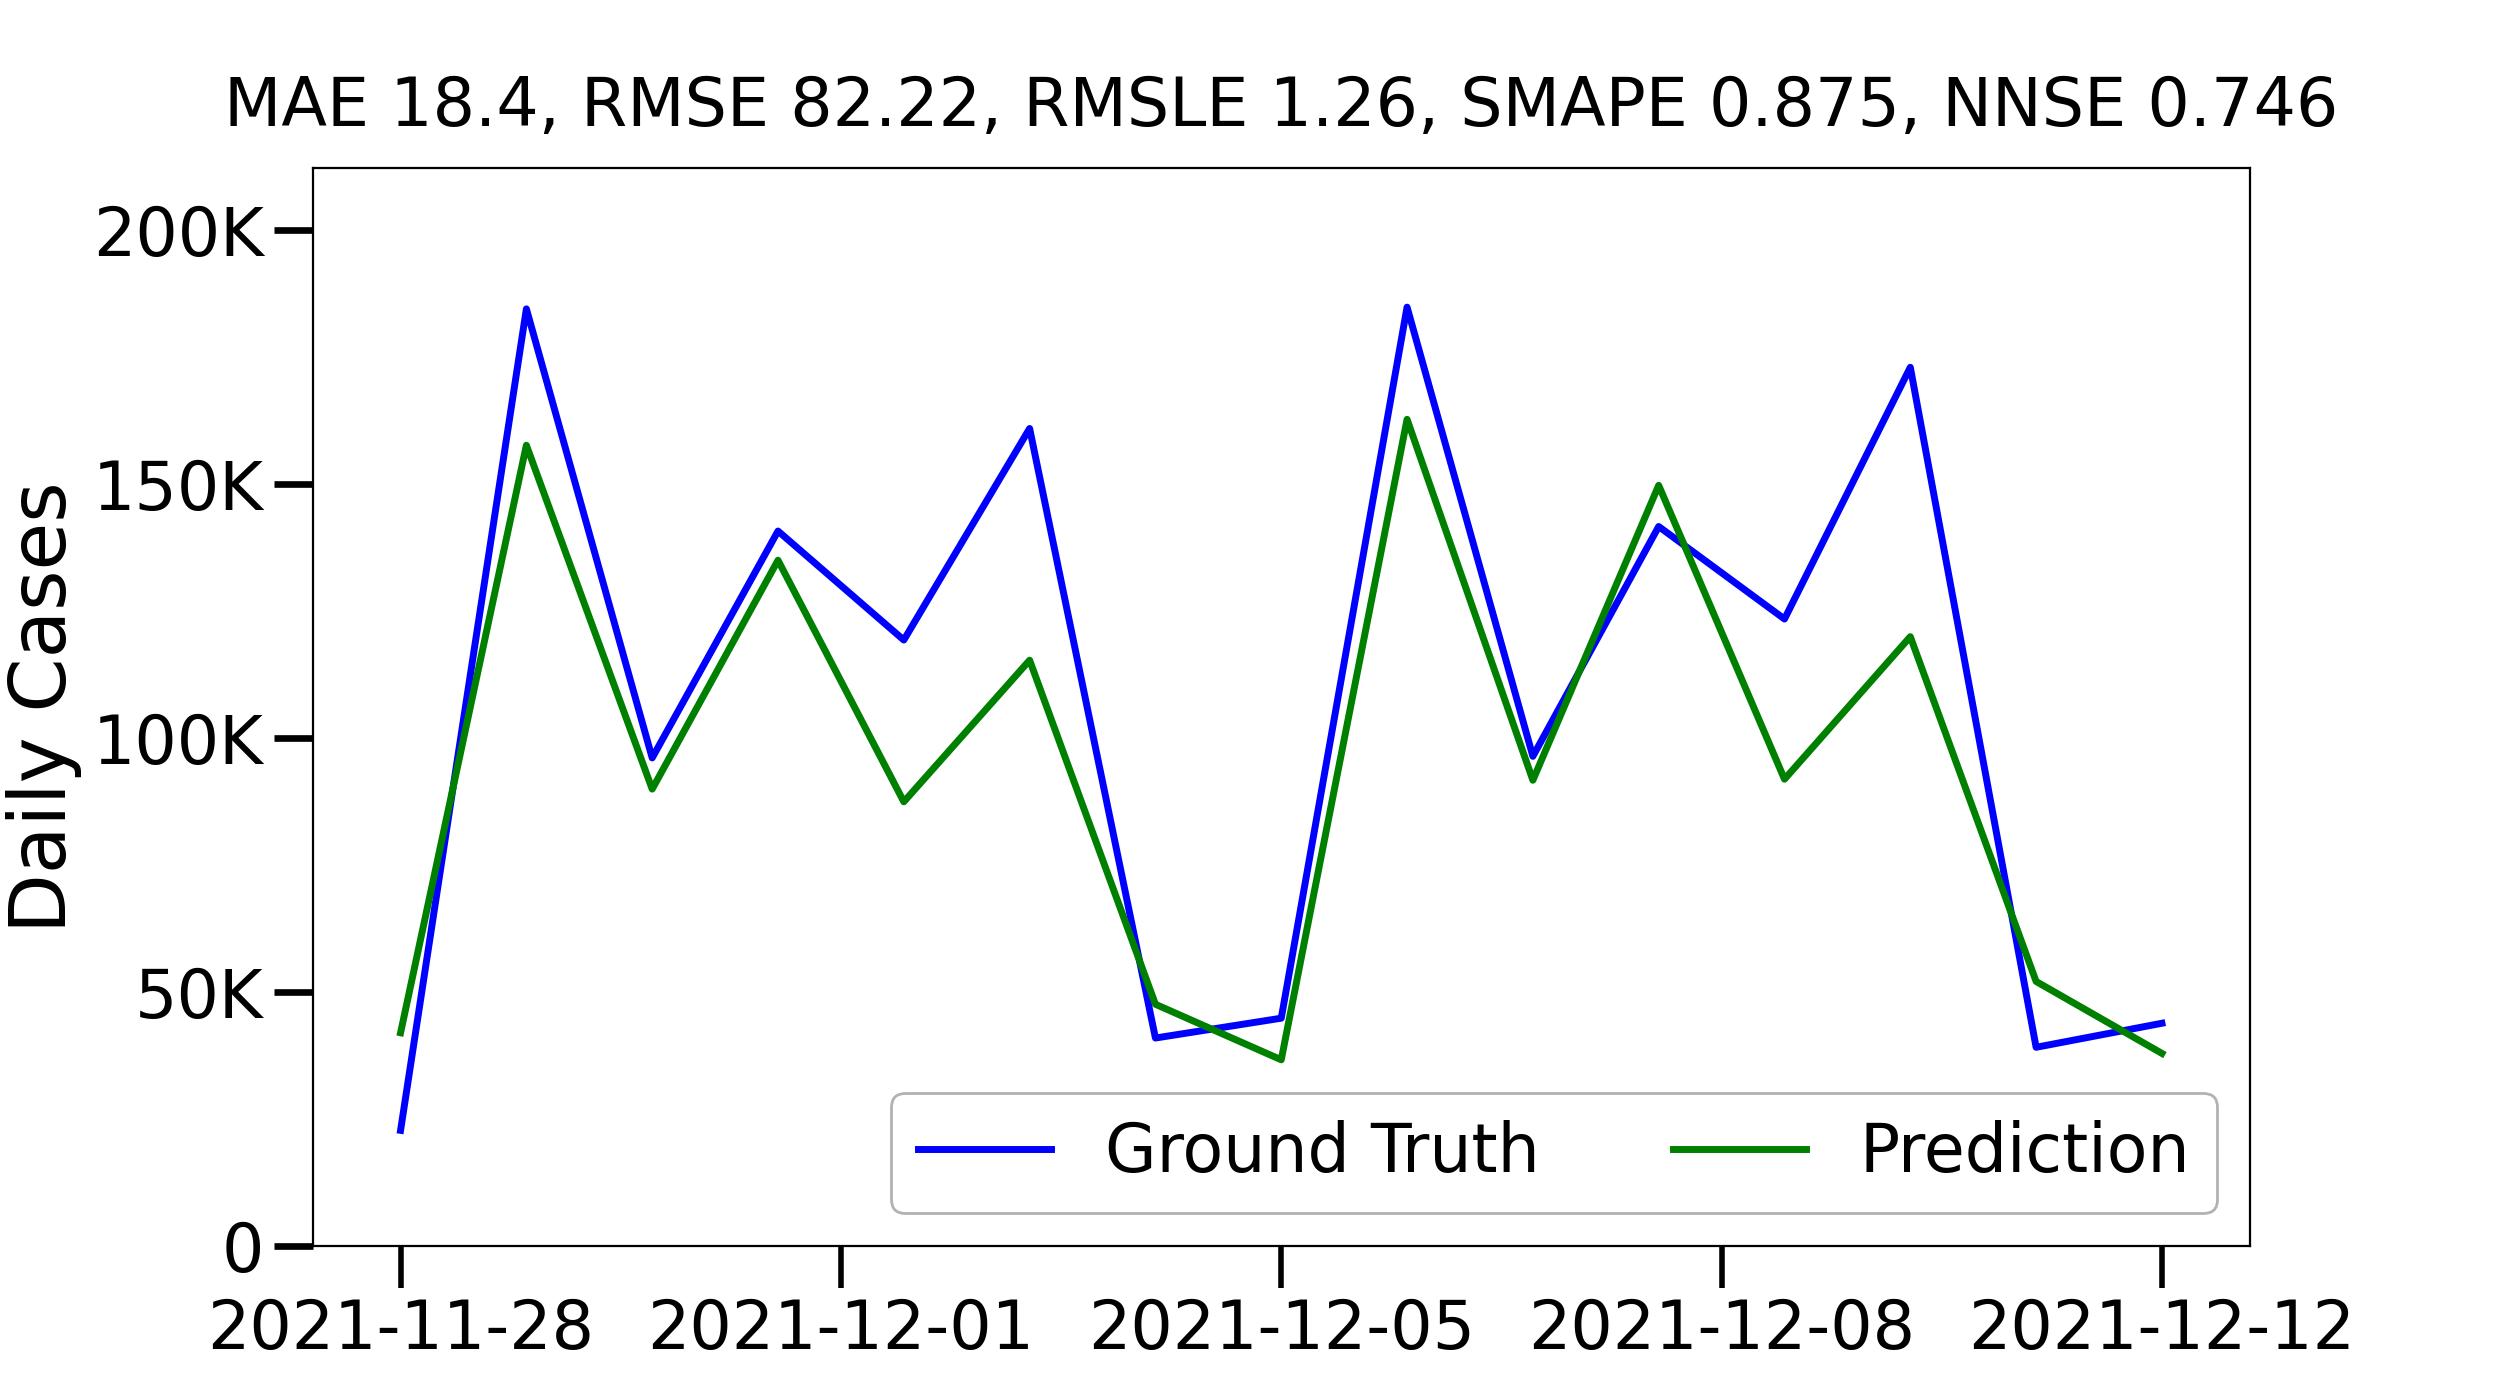 MAE 18.4, RMSE 82.22, RMSLE 1.26, SMAPE 0.875, NNSE 0.746
Daily Cases
200K
150K
100K
50K
0
Ground Truth
Prediction
2021-11-28
2021-12-01
2021-12-05
2021-12-08
2021-12-12